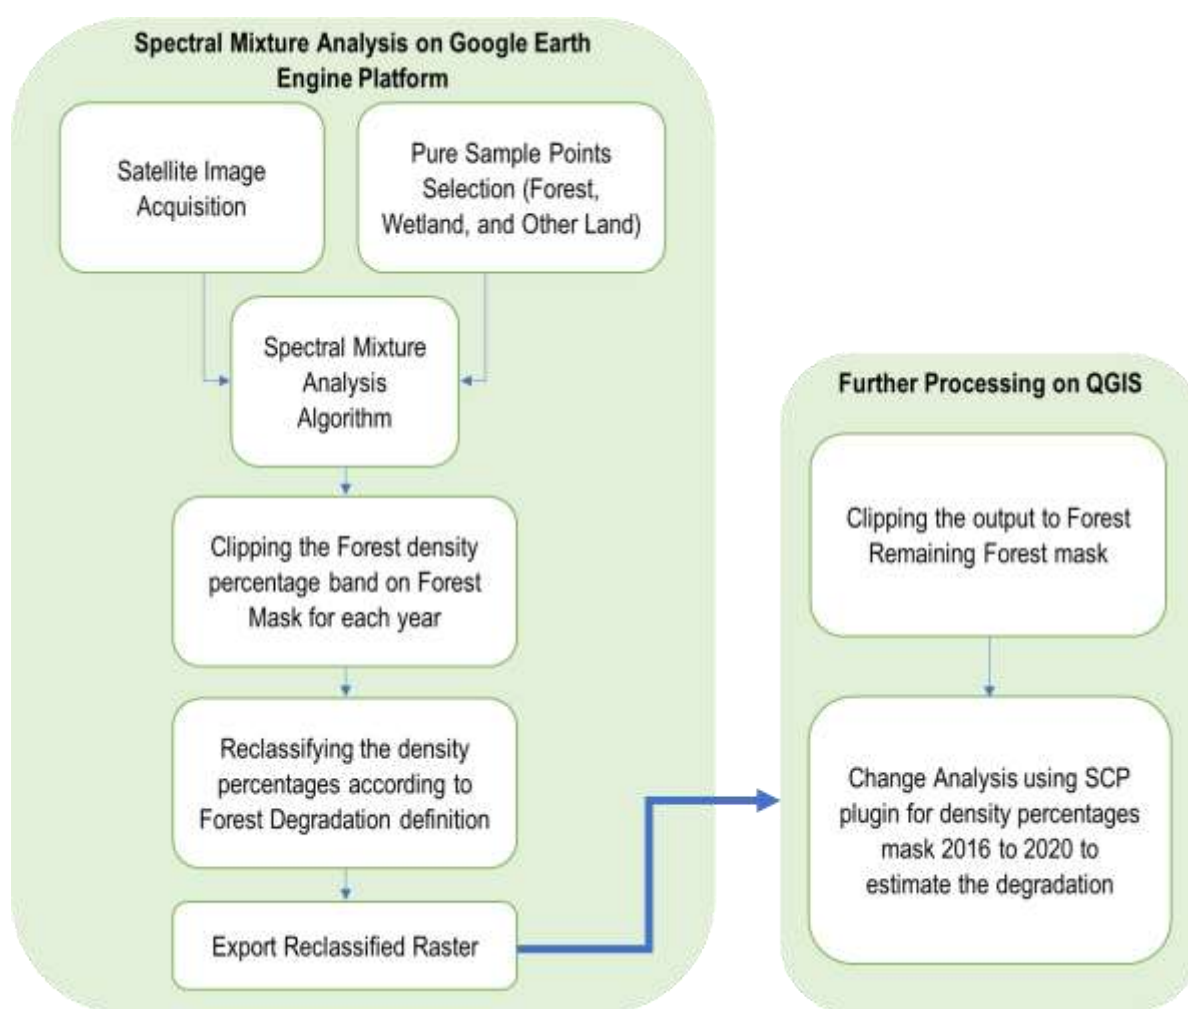 Spectral Mixture Analysis on Google Earth
Engine Platform
Satellite Image
Acquisition
Pure Sample Points
Selection (Forest,
Wetland, and Other Land)
Spectral Mixture
Analysis
Algorithm
Clipping the Forest density
percentage band on Forest
Mask for each year
Reclassifying the density
percentages according to
Forest Degradation definition
Export Reclassified Raster
Further Processing on QGIS
Clipping the output to Forest
Remaining Forest mask
Change Analysis using SCP
plugin for density percentages
mask 2016 to 2020 to
estimate the degradation